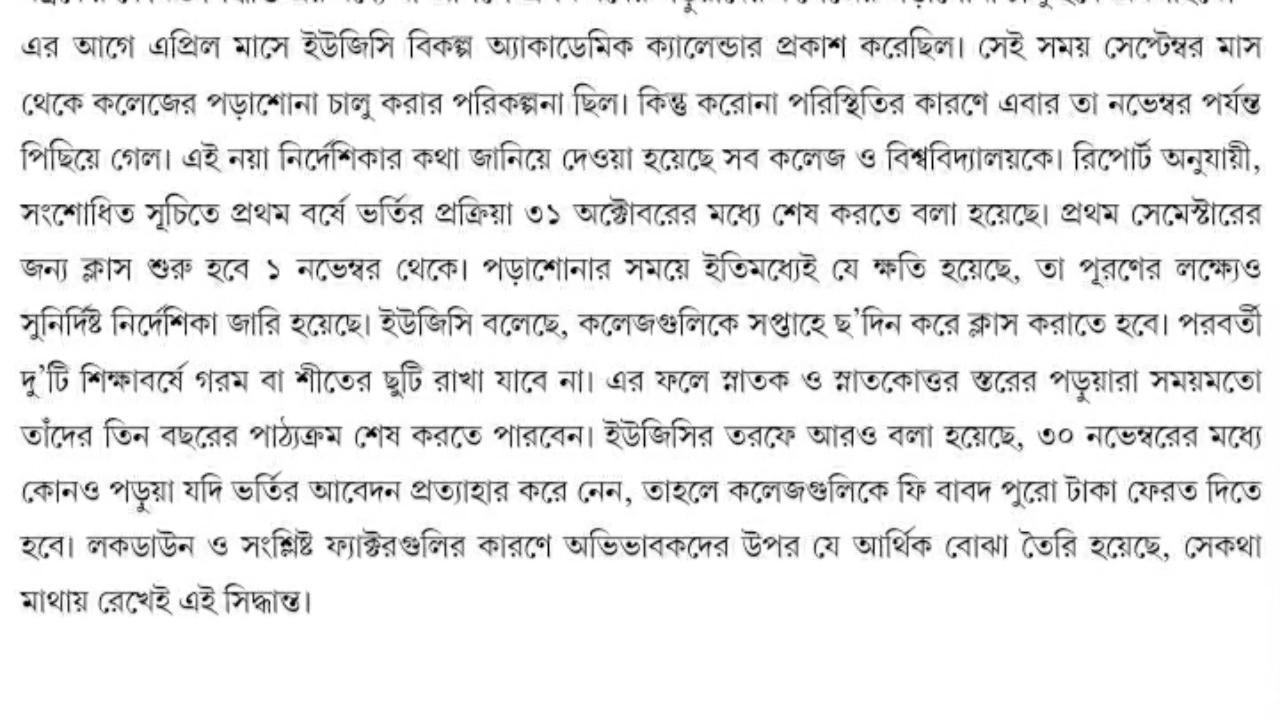 এর আগে এপ্রিল মাসে ইউজিসি বিকল্প অ্যাকাডেমিক ক্যালেন্ডার প্রকাশ করেছিল। সেই সময় সেপ্টেম্বর মাস
থেকে কলেজের পড়াশোনা চালু করার পরিকল্পনা ছিল। কিন্তু করোনা পরিস্থিতির কারণে এবার তা নভেম্বর পর্যন্ত
পিছিয়ে গেল। এই নয়া নির্দেশিকার কথা জানিয়ে দেওয়া হয়েছে সব কলেজ ও বিশ্ববিদ্যালয়কে। রিপোর্ট অনুযায়ী,
সংশোধিত সূচিতে প্রথম বর্ষে ভর্তির প্রক্রিয়া ৩১ অক্টোবরের মধ্যে শেষ করতে বলা হয়েছে। প্রথম সেমেস্টারের
জন্য ক্লাস শুরু হবে ১ নভেম্বর থেকে। পড়াশোনার সময়ে ইতিমধ্যেই যে ক্ষতি হয়েছে, তা পূরণের লক্ষ্যেও
সুনির্দিষ্ট নির্দেশিকা জারি হয়েছে। ইউজিসি বলেছে, কলেজগুলিকে সপ্তাহে ছ’দিন করে ক্লাস করাতে হবে। পরবর্তী
দু’টি শিক্ষাবর্ষে গরম বা শীতের ছুটি রাখা যাবে না। এর ফলে স্নাতক ও স্নাতকোত্তর স্তরের পড়ুয়ারা সময়মতো
তাঁদের তিন বছরের পাঠ্যক্রম শেষ করতে পারবেন। ইউজিসির তরফে আরও বলা হয়েছে, ৩০ নভেম্বরের মধ্যে
কোনও পড়ুয়া যদি ভর্তির আবেদন প্রত্যাহার করে নেন, তাহলে কলেজগুলিকে ফি বাবদ পুরো টাকা ফেরত দিতে
হবে। লকডাউন ও সংশ্লিষ্ট ফ্যাক্টরগুলির কারণে অভিভাবকদের উপর যে আর্থিক বোঝা তৈরি হয়েছে, সেকথা
মাথায় রেখেই এই সিদ্ধান্ত।